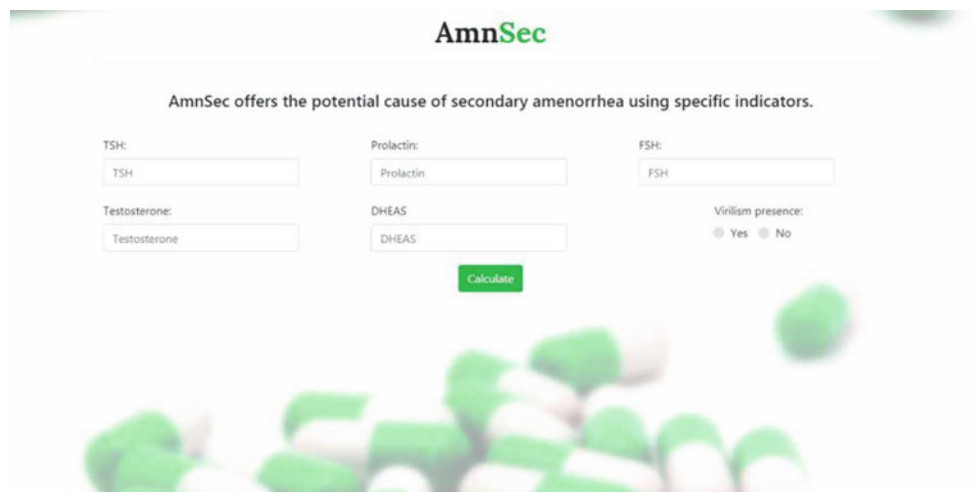 AmnSec
AmnSec offers the potential cause of secondary amenorrhea using specific indicators.
TSH: Prolactin: FSH:
TSH Prolactin FSH
Testosterone: DHEAS Virilism presence:
Testosterone DHEAS Yes No
Calculate